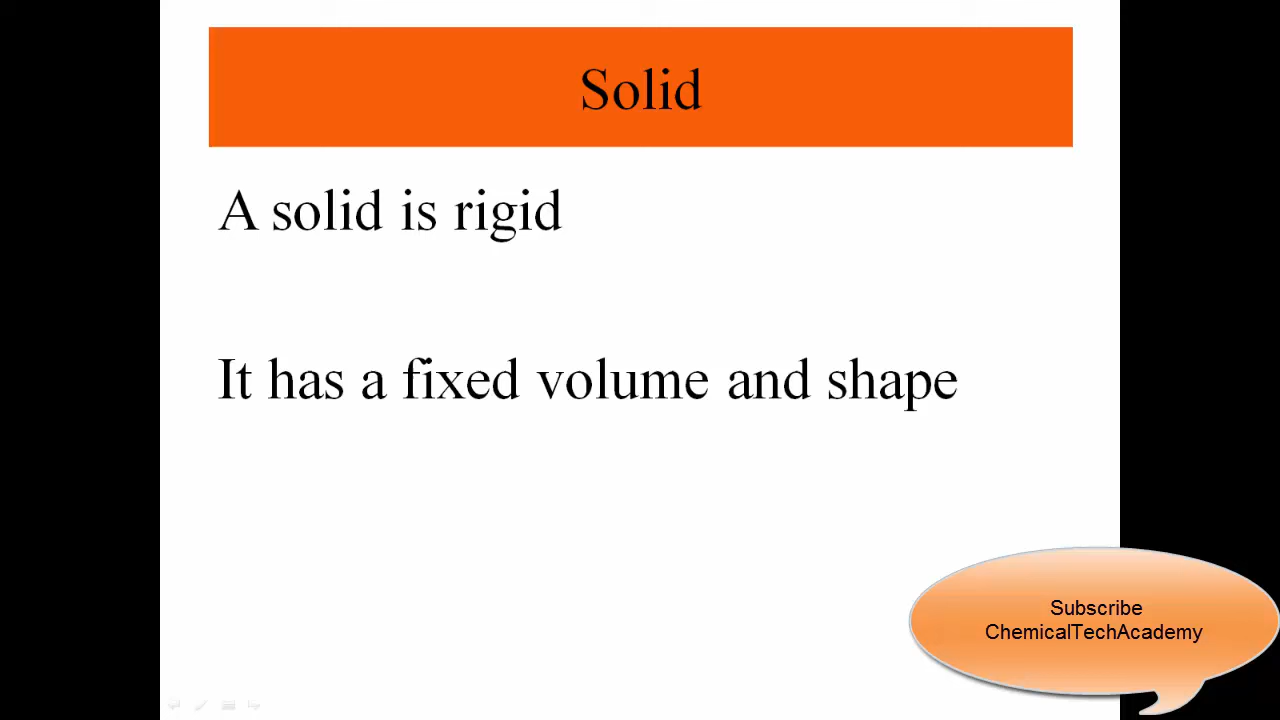 Solid
A solid is rigid
It has a fixed volume and shape
Subscribe
ChemicalTechAcademy